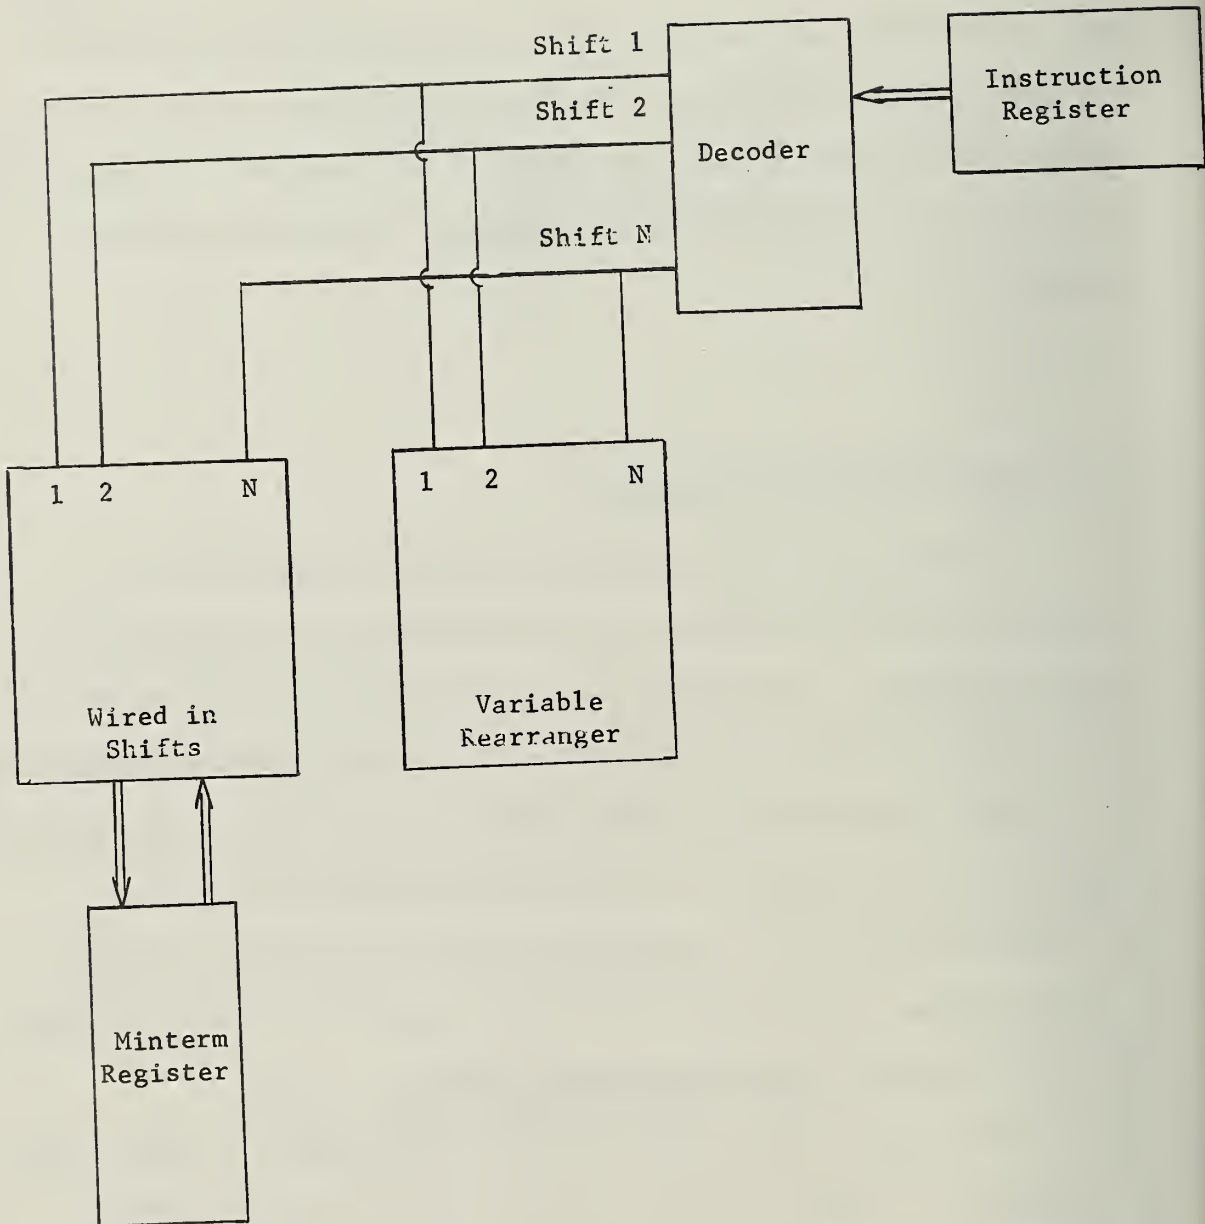 Shift 1
Shift 2
Shift N
Decoder
Instruction
Register
1 2 N
Wired in
Shifts
1 2 N
Variable
Rearranger
Minterm
Register